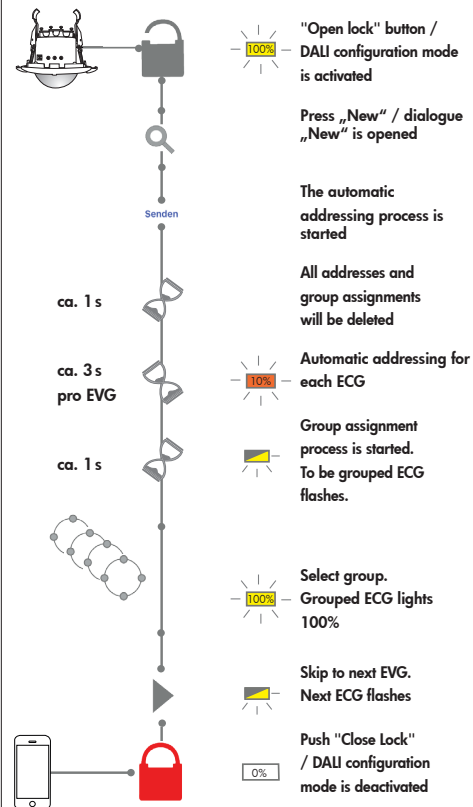 "Open lock" button /
100%
DALI configuration mode
is activated
Press „New“ / dialogue
„New“ is opened
Senden
The automatic
addressing process is
started
ca. 1 s
All addresses and
group assignments
will be deleted
ca. 3 s
pro EVG
10%
Automatic addressing for
each ECG
ca. 1 s
Group assignment
process is started.
To be grouped ECG
flashes.
100%
Select group.
Grouped ECG lights
100%
Skip to next EVG.
Next ECG flashes
0%
Push "Close Lock"
/ DALI configuration
mode is deactivated